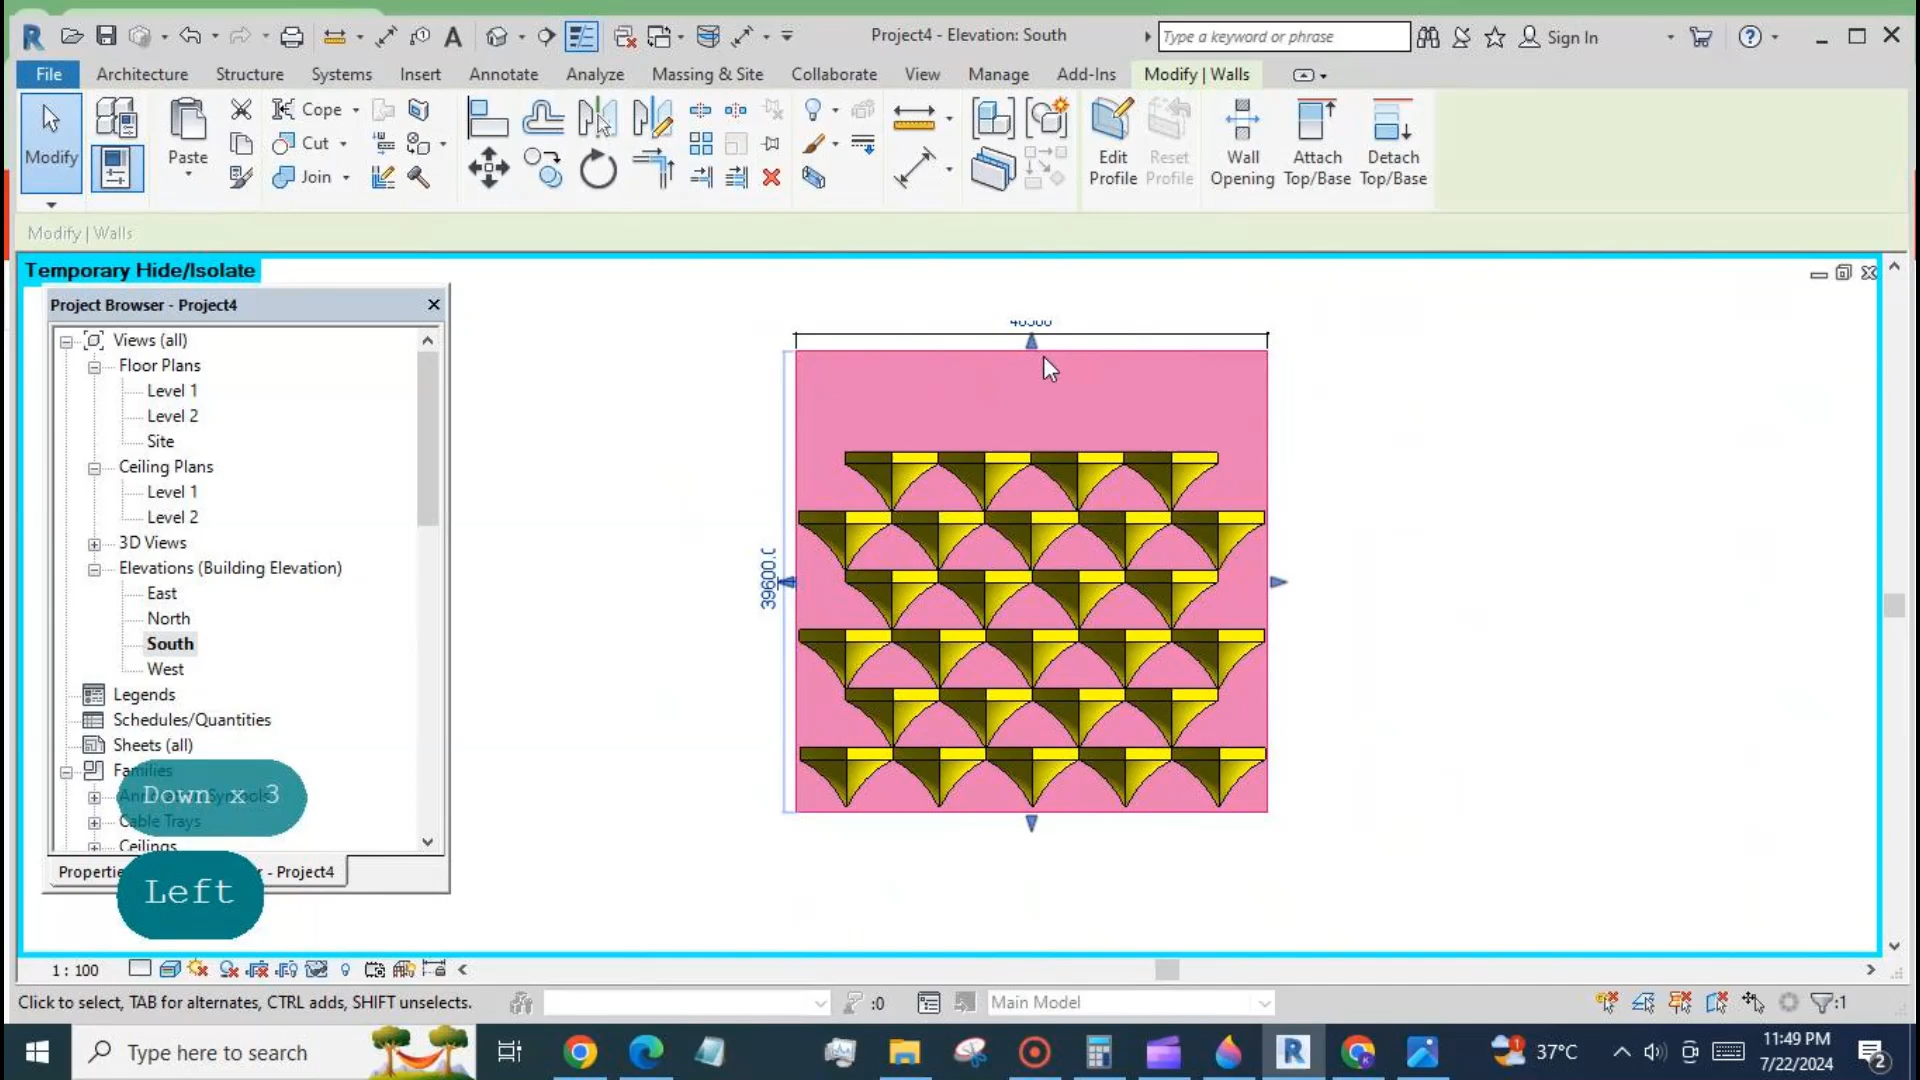 Project4 - Elevation: South
Type a keyword or phrase
Sign In
File Architecture Structure Systems Insert Annotate Analyze Massing & Site Collaborate View Manage Add-Ins Modify | Walls
Modify
Paste
Cope
Cut
Join
Edit Profile
Reset Profile
Wall Opening
Attach Top/Base
Detach Top/Base
Modify | Walls
Temporary Hide/Isolate
Project Browser - Project4
Views (all)
Floor Plans
Level 1
Level 2
Site
Ceiling Plans
Level 1
Level 2
3D Views
Elevations (Building Elevation)
East
North
South
West
Legends
Schedules/Quantities
Sheets (all)
Families
Cable Trays
Ceilings
- Project4
Down x 3
Left
39600.0
1 : 100
Click to select, TAB for alternates, CTRL adds, SHIFT unselects.
:0
Main Model
:1
Type here to search
37°C
11:49 PM
7/22/2024
2